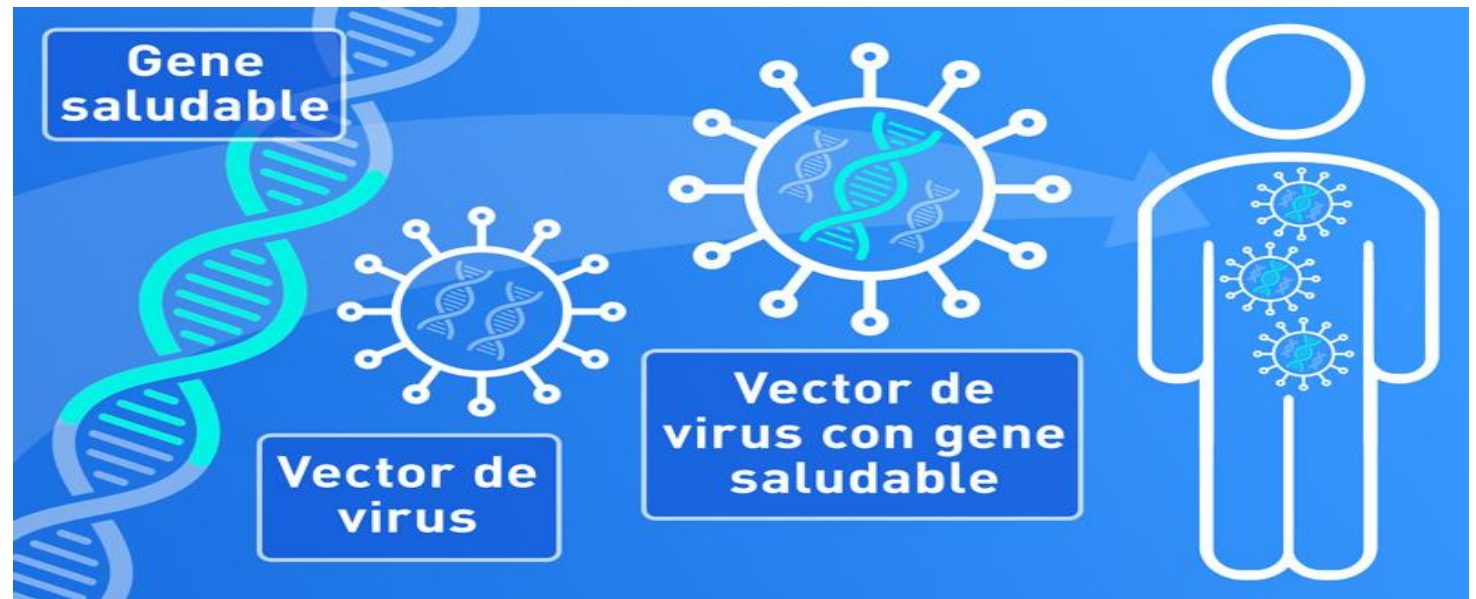 Gene
saludable
Vector de
virus
Vector de
virus con gene
saludable